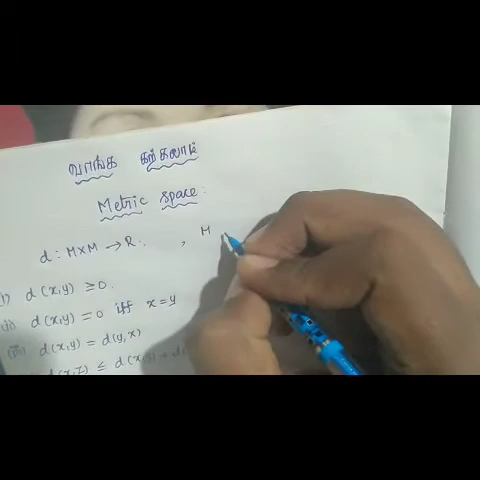 வாங்க கற்கலாம்
Metric space:
d : M×M → R. , M
(i) d(x,y) ≥ 0.
(ii) d(x,y) = 0 iff x = y
(iii) d(x,y) = d(y,x)
d(x,z) ≤ d(x,y) +